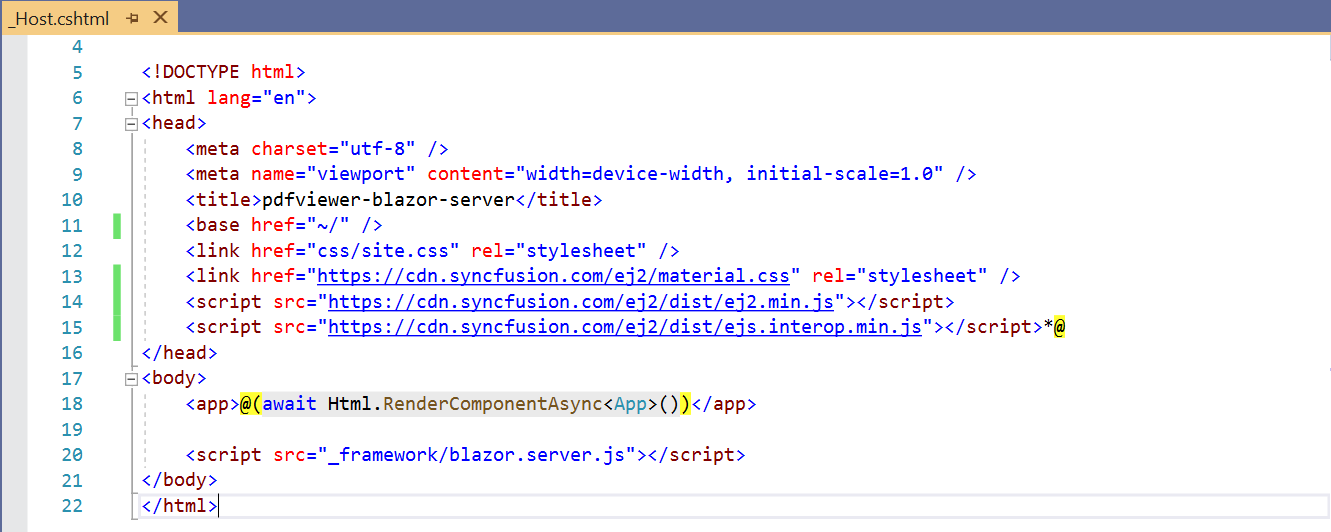 _Host.cshtml
4
5 <!DOCTYPE html>
6 <html lang="en">
7 <head>
8 <meta charset="utf-8" />
9 <meta name="viewport" content="width=device-width, initial-scale=1.0" />
10 <title>pdfviewer-blazor-server</title>
11 <base href="~/" />
12 <link href="css/site.css" rel="stylesheet" />
13 <link href="https://cdn.syncfusion.com/ej2/material.css" rel="stylesheet" />
14 <script src="https://cdn.syncfusion.com/ej2/dist/ej2.min.js"></script>
15 <script src="https://cdn.syncfusion.com/ej2/dist/ejs.interop.min.js"></script>*@
16 </head>
17 <body>
18 <app>@(await Html.RenderComponentAsync<App>())</app>
19
20 <script src="_framework/blazor.server.js"></script>
21 </body>
22 </html>